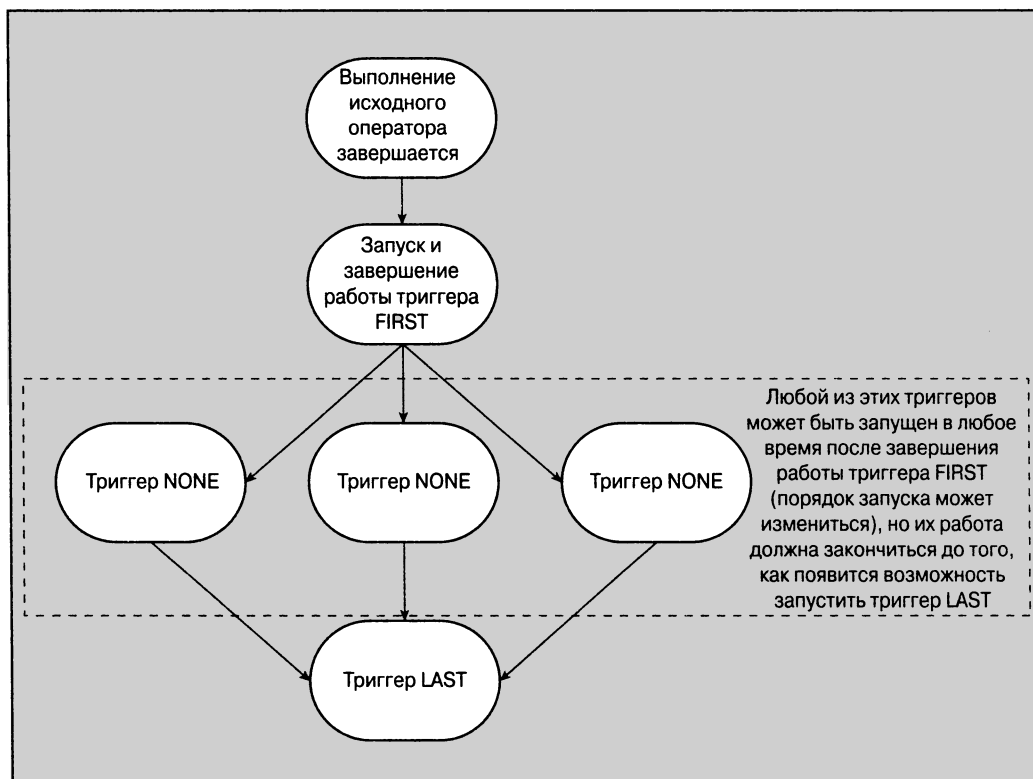 Выполнение
исходного
оператора
завершается
Запуск и
завершение
работы триггера
FIRST
Триггер NONE
Триггер NONE
Триггер NONE
Любой из этих триггеров
может быть запущен в любое
время после завершения
работы триггера FIRST
(порядок запуска может
измениться), но их работа
должна закончиться до того,
как появится возможность
запустить триггер LAST
Триггер LAST